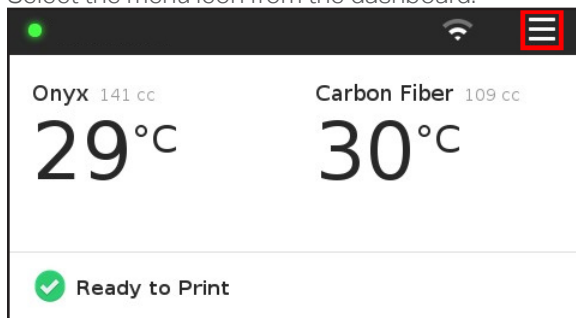 Select the menu icon from the dashboard.
Onyx 141 cc Carbon Fiber 109 cc
29°C 30°C
Ready to Print